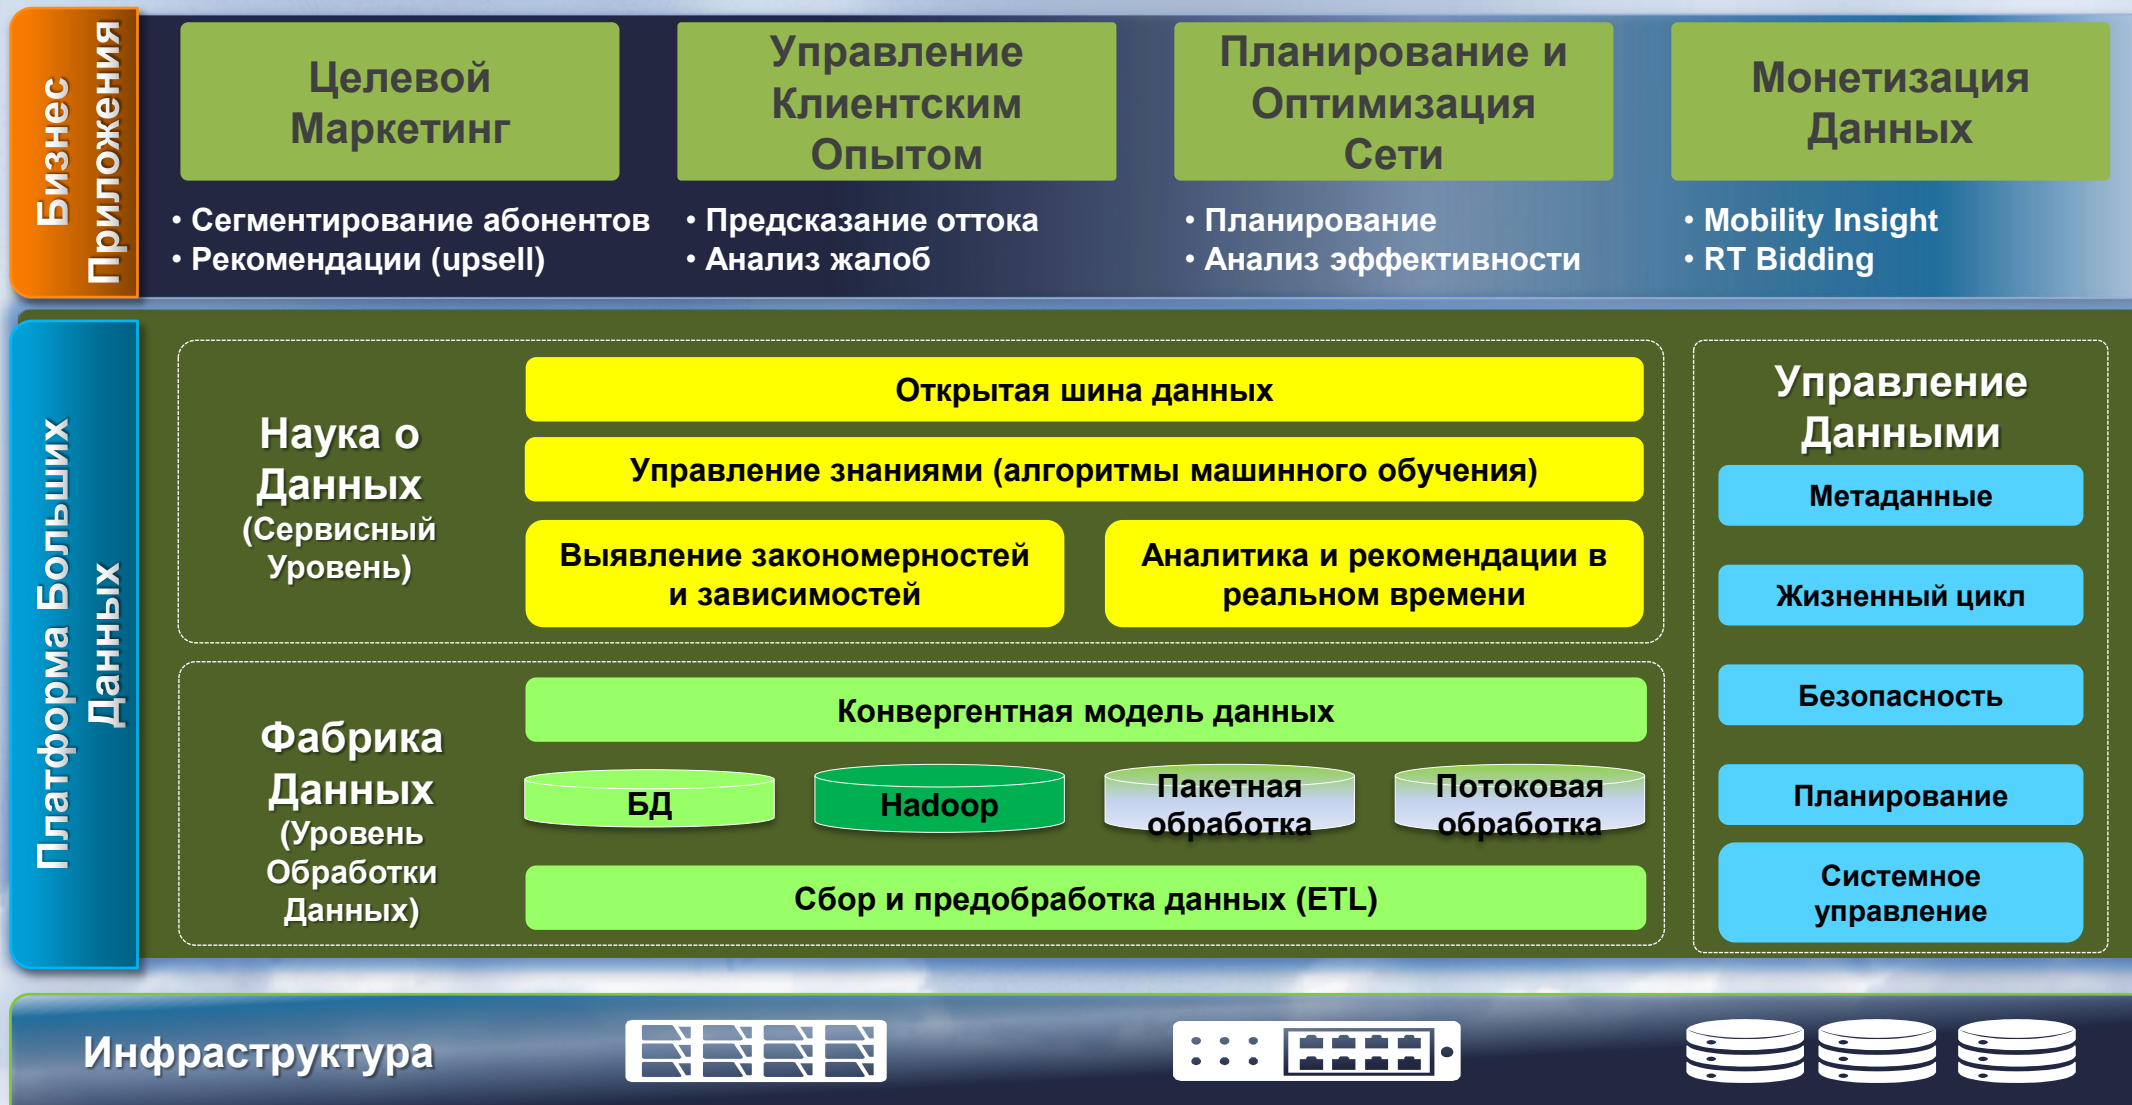 Бизнес
Приложения
Целевой
Маркетинг
• Сегментирование абонентов
• Рекомендации (upsell)
Управление
Клиентским
Опытом
• Предсказание оттока
• Анализ жалоб
Планирование и
Оптимизация
Сети
• Планирование
• Анализ эффективности
Монетизация
Данных
• Mobility Insight
• RT Bidding
Платформа Больших
Данных
Наука о
Данных
(Сервисный
Уровень)
Открытая шина данных
Управление знаниями (алгоритмы машинного обучения)
Выявление закономерностей
и зависимостей
Аналитика и рекомендации в
реальном времени
Фабрика
Данных
(Уровень
Обработки
Данных)
Конвергентная модель данных
БД
Hadoop
Пакетная
обработка
Потоковая
обработка
Сбор и предобработка данных (ETL)
Управление
Данными
Метаданные
Жизненный цикл
Безопасность
Планирование
Системное
управление
Инфраструктура